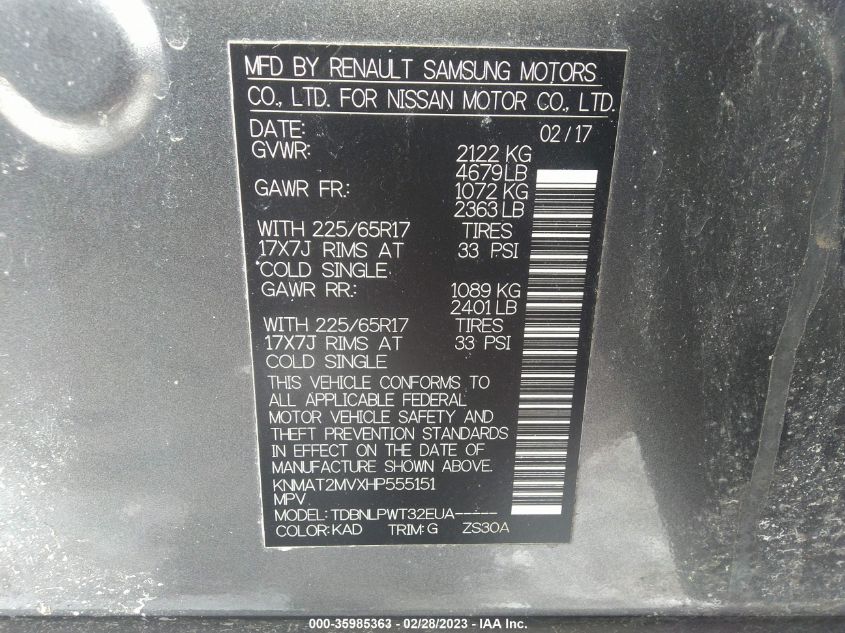 MFD BY RENAULT SAMSUNG MOTORS
CO., LTD. FOR NISSAN MOTOR CO., LTD.
DATE: 02/17
GVWR: 2122 KG
4679 LB
GAWR FR.: 1072 KG
2363 LB
WITH 225/65R17 TIRES
17X7J RIMS AT 33 PSI
COLD SINGLE
GAWR RR.: 1089 KG
2401 LB
WITH 225/65R17 TIRES
17X7J RIMS AT 33 PSI
COLD SINGLE
THIS VEHICLE CONFORMS TO
ALL APPLICABLE FEDERAL
MOTOR VEHICLE SAFETY AND
THEFT PREVENTION STANDARDS
IN EFFECT ON THE DATE OF
MANUFACTURE SHOWN ABOVE.
KNMAT2MVXHP555151
MPV
MODEL: TDBNLPWT32EUA-----
COLOR: KAD TRIM: G ZS30A
000-35985363 - 02/28/2023 - IAA Inc.